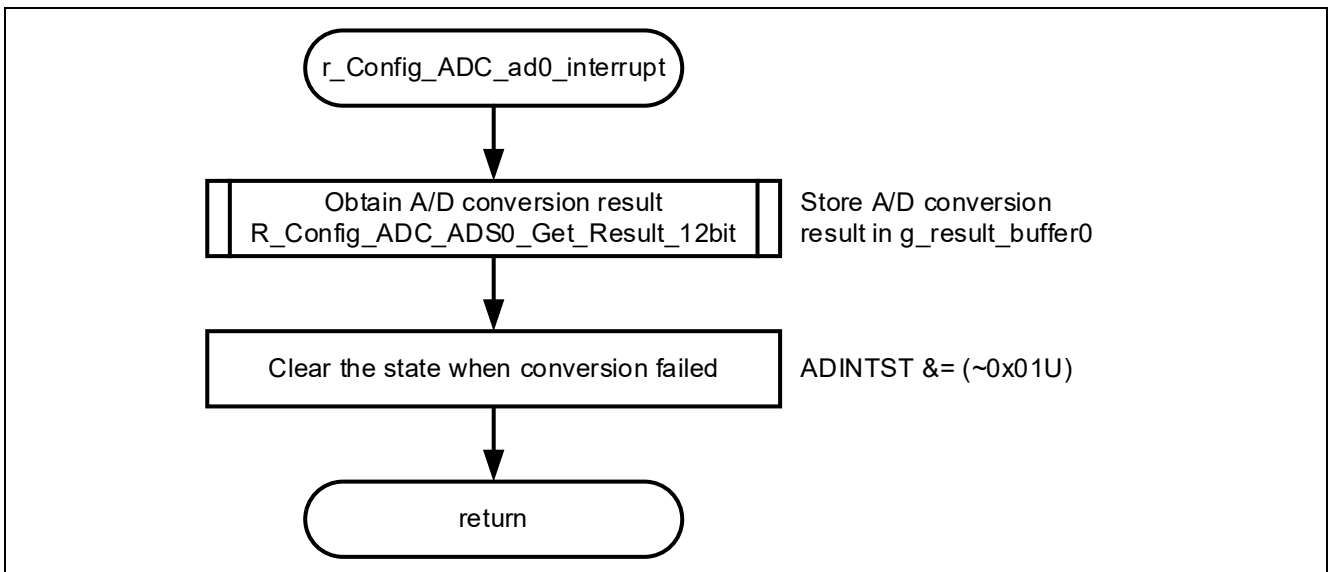 r_Config_ADC_ad0_interrupt
Obtain A/D conversion result
R_Config_ADC_ADS0_Get_Result_12bit
Store A/D conversion
result in g_result_buffer0
Clear the state when conversion failed
ADINTST &= (~0x01U)
return